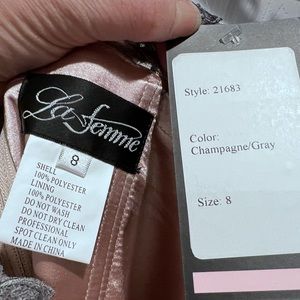 La Femme
8
SHELL
100% POLYESTER
LINING
100% POLYESTER
DO NOT WASH
DO NOT DRY CLEAN
PROFESSIONAL
SPOT CLEAN ONLY
MADE IN CHINA
Style: 21683
Color:
Champagne/Gray
Size: 8